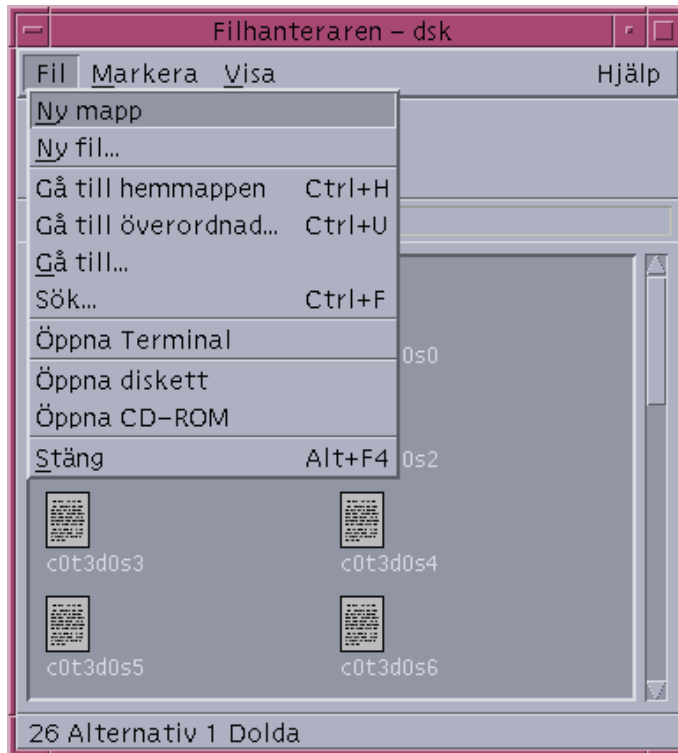 Filhanteraren – dsk
Fil Markera Visa Hjälp
Ny mapp
Ny fil...
Gå till hemmappen Ctrl+H
Gå till överordnad... Ctrl+U
Gå till...
Sök... Ctrl+F
Öppna Terminal
0s0
Öppna diskett
Öppna CD–ROM
Stäng Alt+F4
0s2
c0t3d0s3 c0t3d0s4
c0t3d0s5 c0t3d0s6
26 Alternativ 1 Dolda